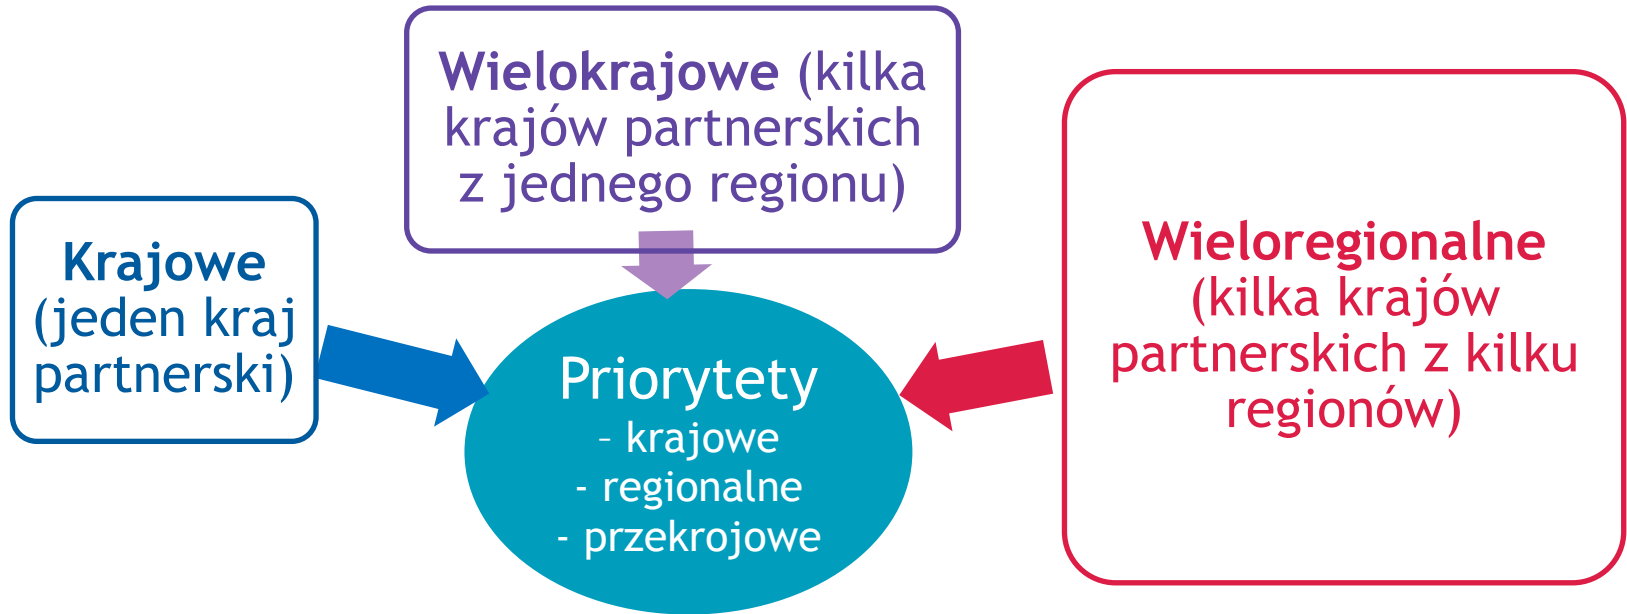 Wielokrajowe (kilka
krajów partnerskich
z jednego regionu)
Krajowe
(jeden kraj
partnerski)
Wieloregionalne
(kilka krajów
partnerskich z kilku
regionów)
Priorytety
– krajowe
- regionalne
- przekrojowe